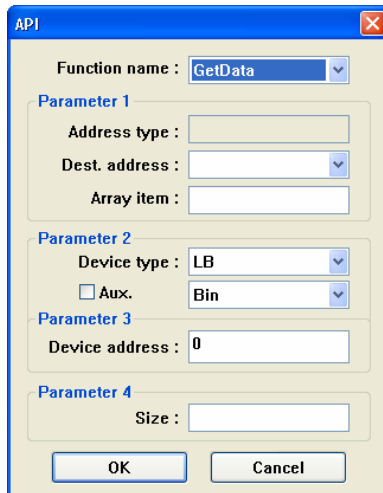 API
Function name : GetData
Parameter 1
Address type :
Dest. address :
Array item :
Parameter 2
Device type : LB
Aux. Bin
Parameter 3
Device address : 0
Parameter 4
Size :
OK Cancel